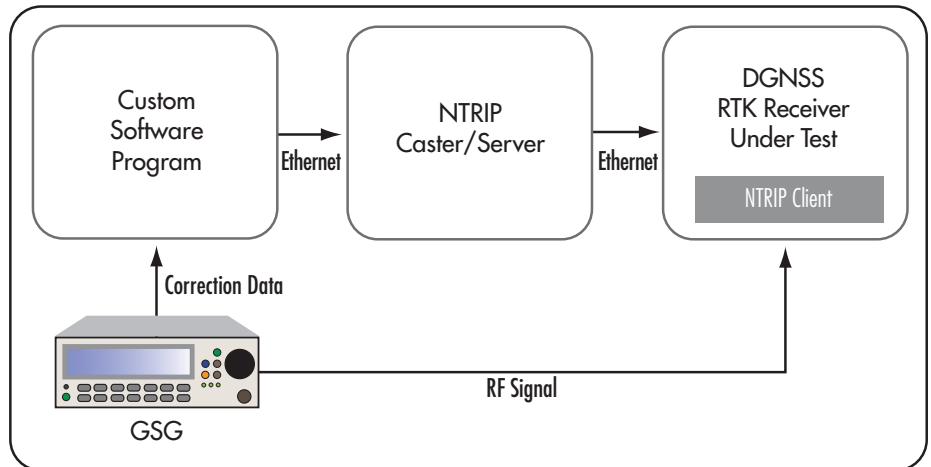 Custom
Software
Program
Ethernet
NTRIP
Caster/Server
Ethernet
DGNSS
RTK Receiver
Under Test
NTRIP Client
Correction Data
RF Signal
GSG